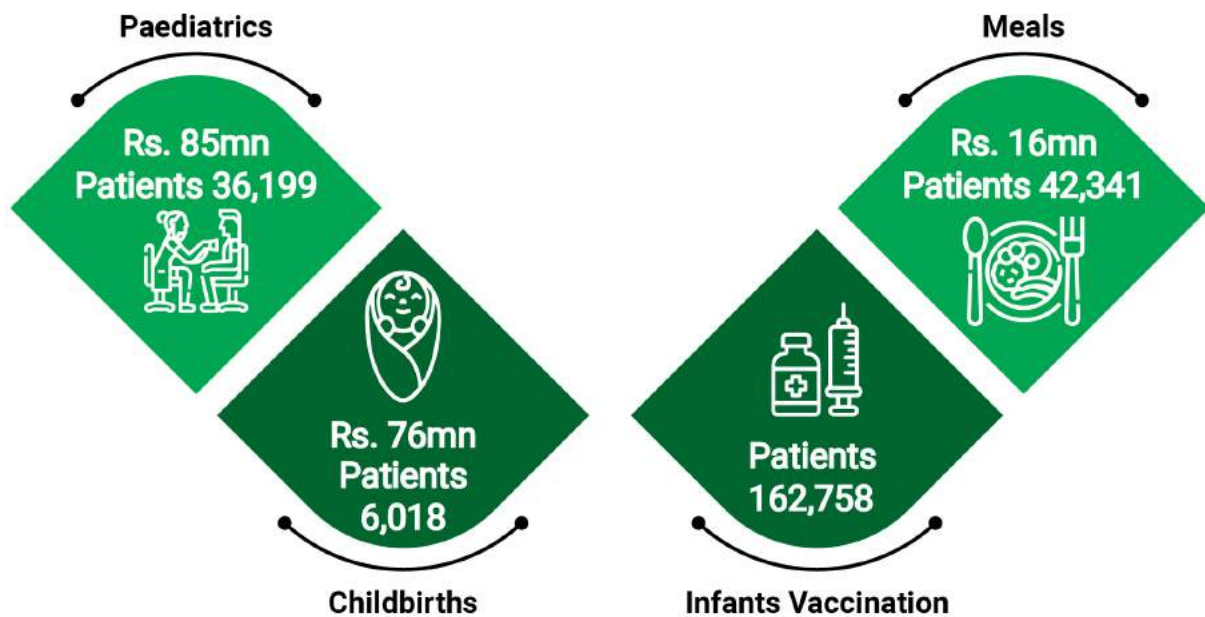 Paediatrics
Rs. 85mn
Patients 36,199
Rs. 76mn
Patients
6,018
Childbirths
Patients
162,758
Infants Vaccination
Meals
Rs. 16mn
Patients 42,341